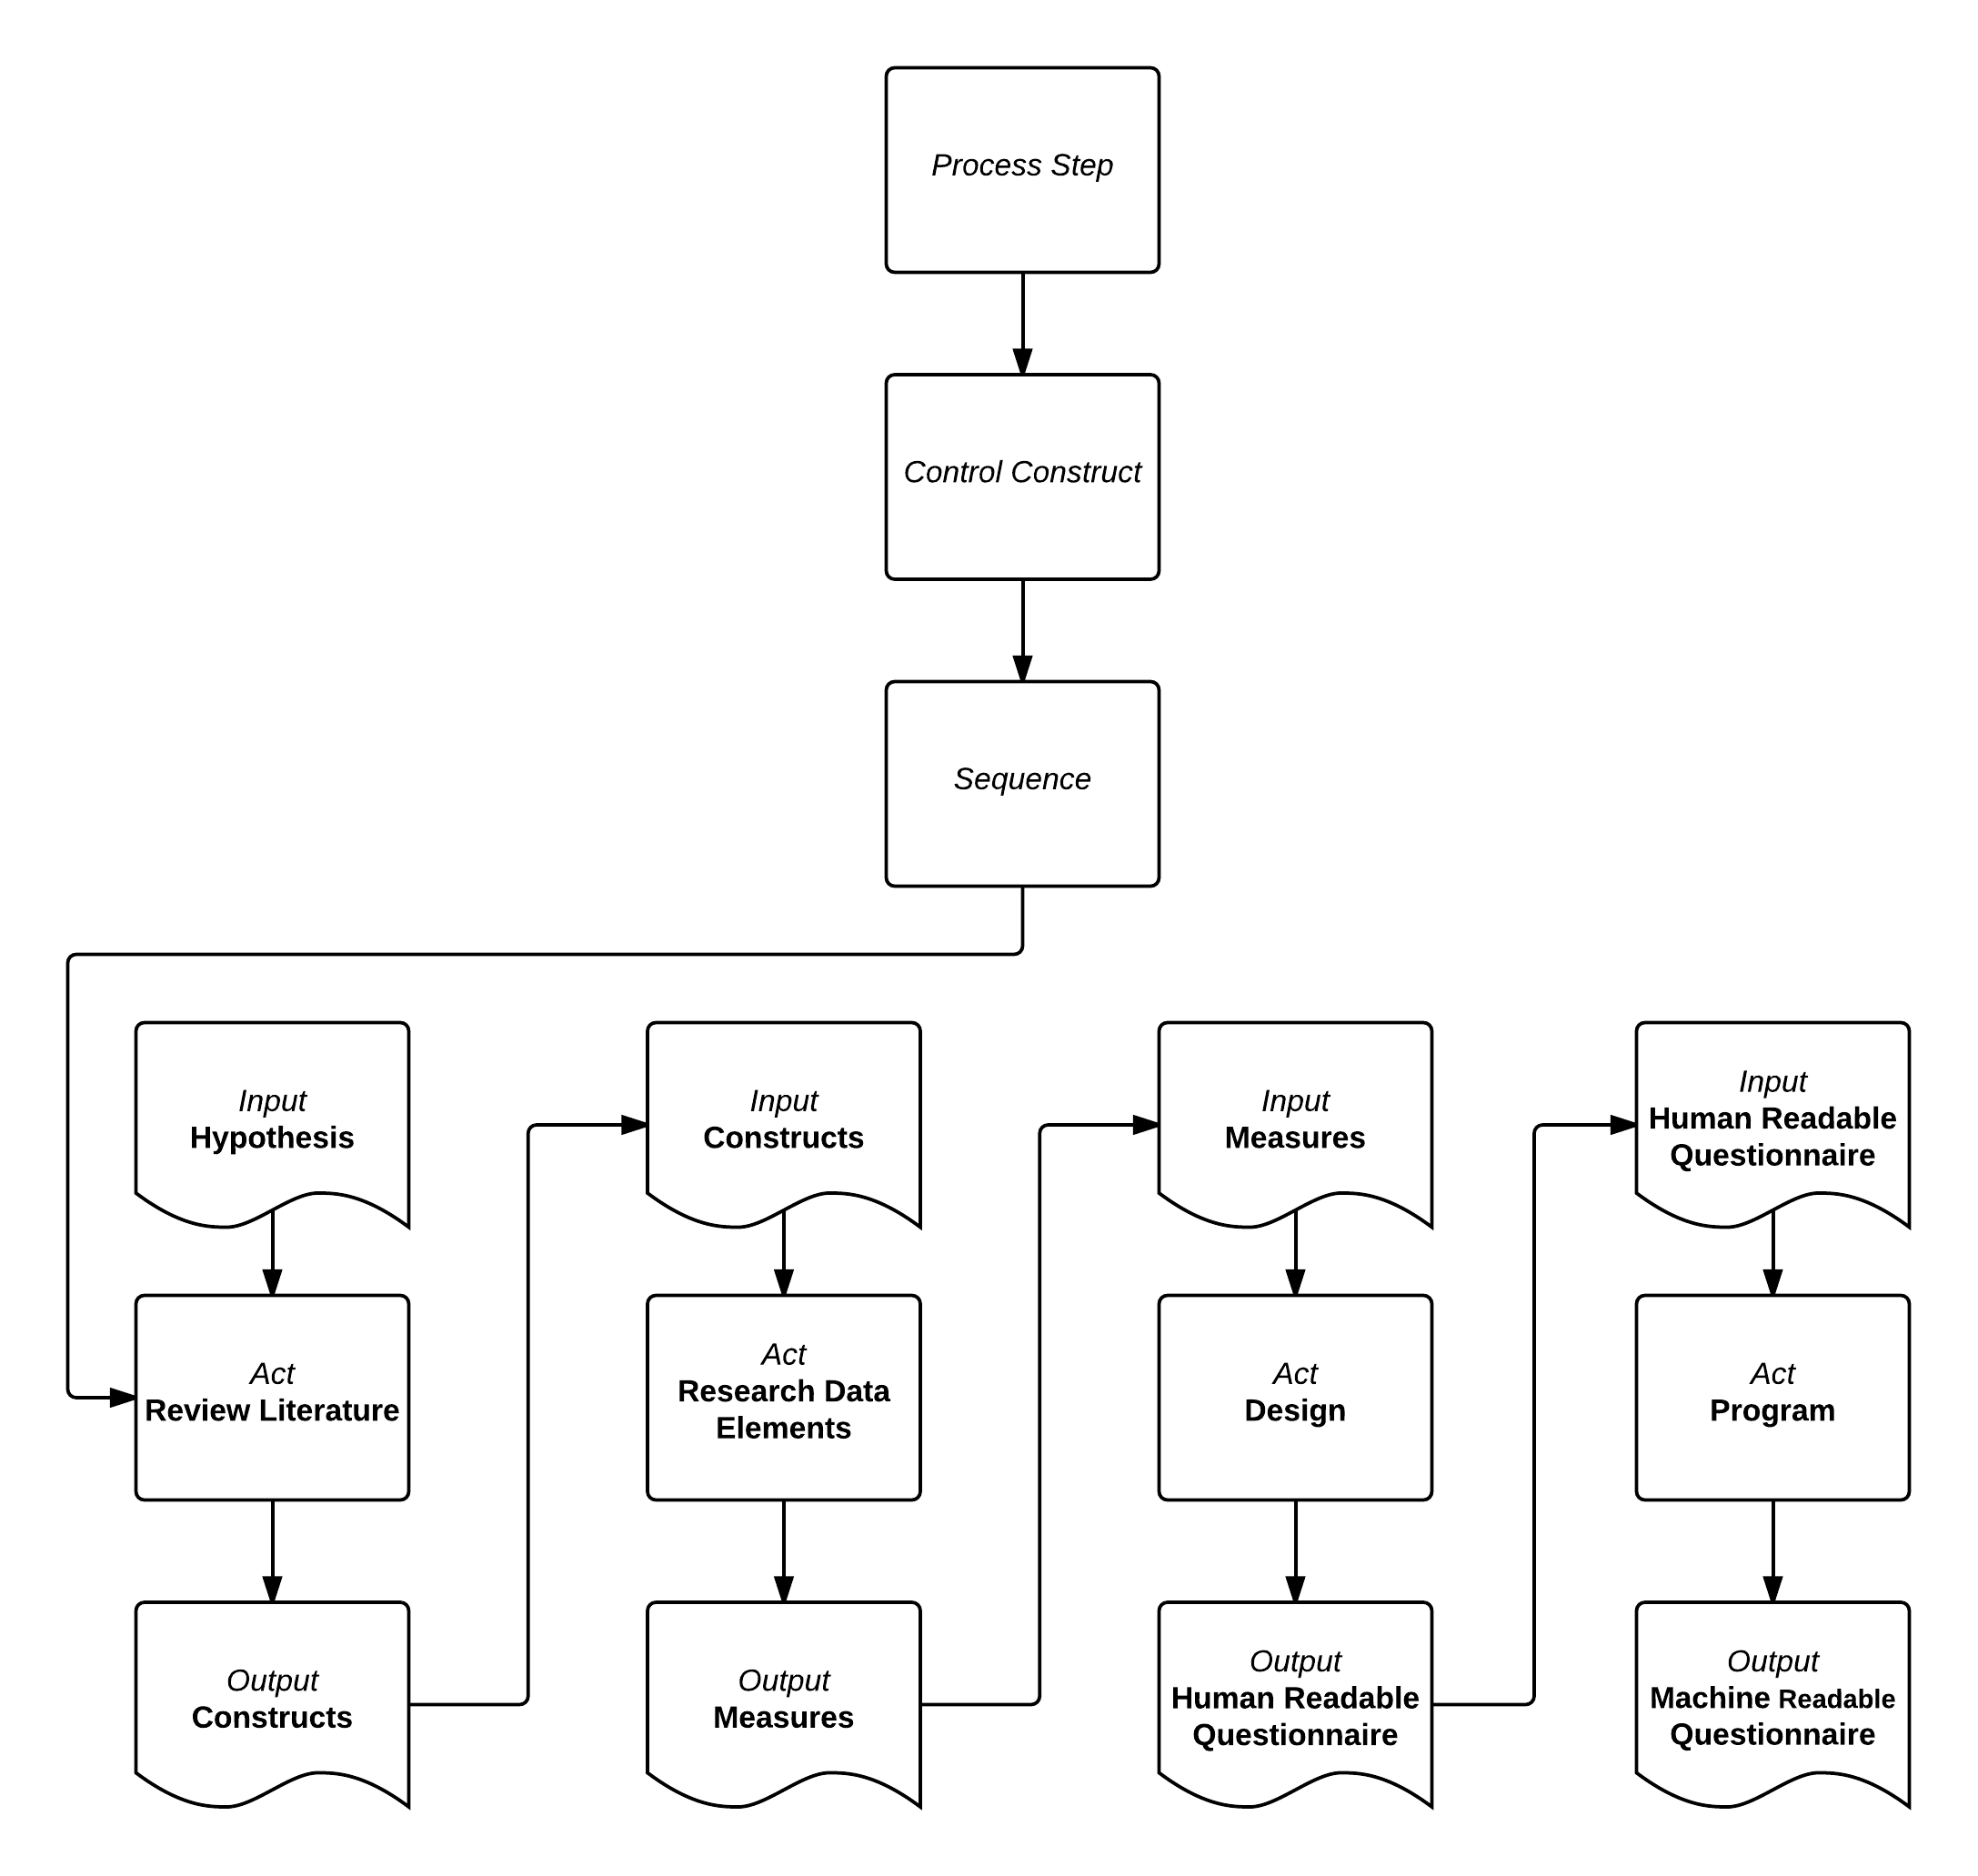 Process Step
Control Construct
Sequence
Input
Hypothesis
Act
Review Literature
Output
Constructs
Input
Constructs
Act
Research Data
Elements
Output
Measures
Input
Measures
Act
Design
Output
Human Readable
Questionnaire
Input
Human Readable
Questionnaire
Act
Program
Output
Machine Readable
Questionnaire